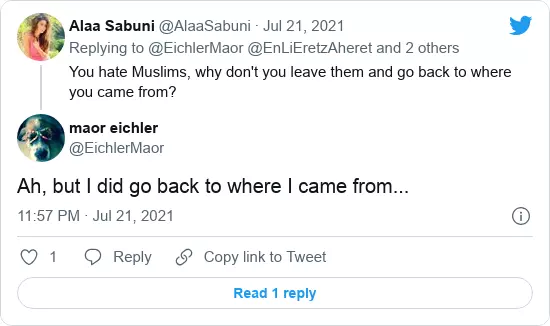 Alaa Sabuni @AlaaSabuni · Jul 21, 2021
Replying to @EichlerMaor @EnLiEretzAheret and 2 others
You hate Muslims, why don't you leave them and go back to where
you came from?
maor eichler
@EichlerMaor
Ah, but I did go back to where I came from...
11:57 PM · Jul 21, 2021
1 Reply Copy link to Tweet
Read 1 reply